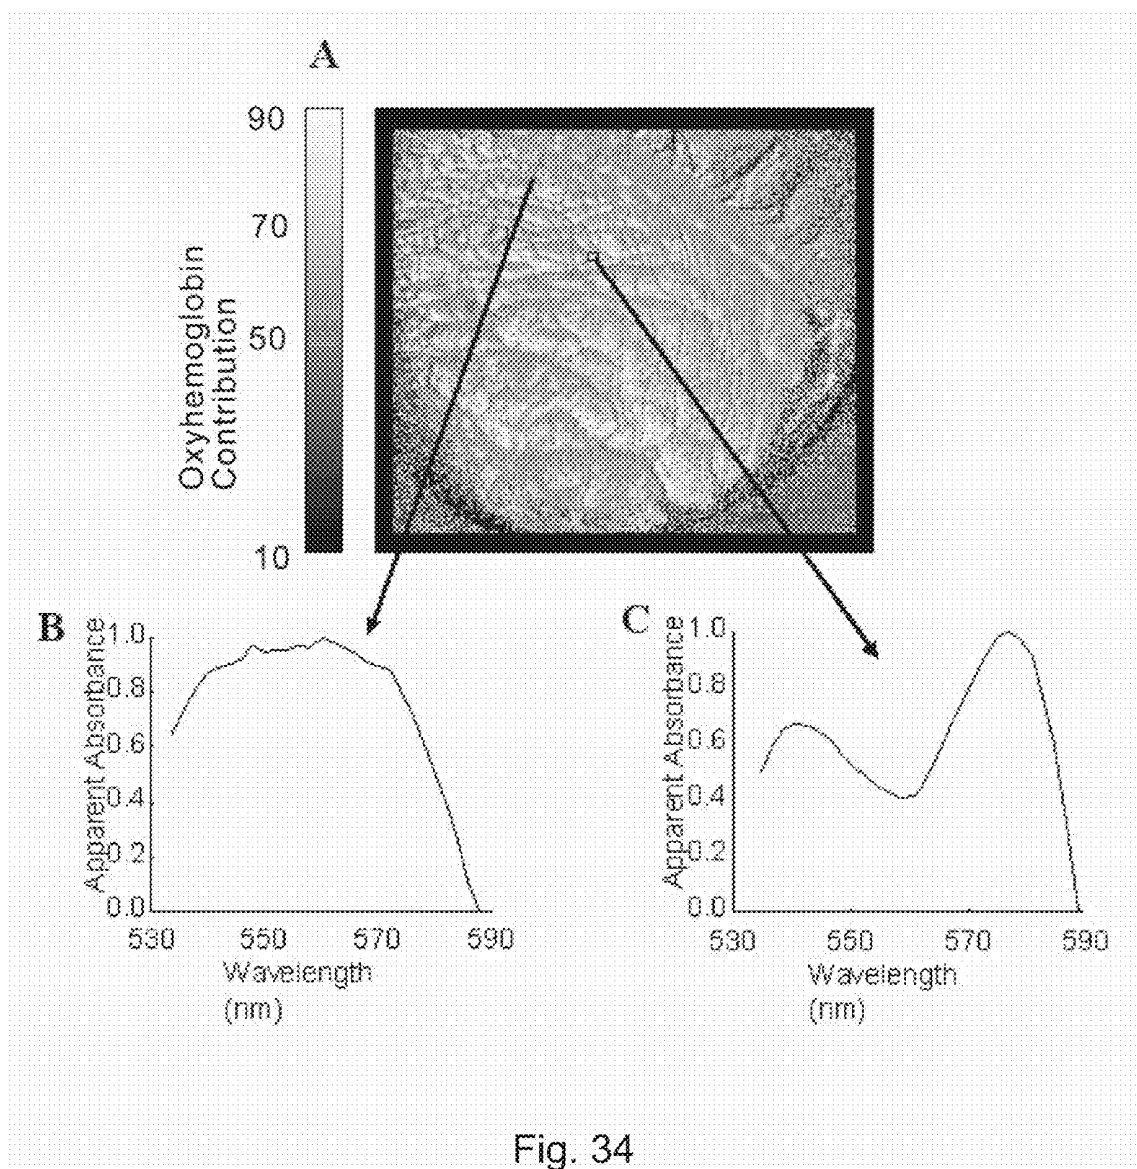 A
90
70
50
10
Oxyhemoglobin
Contribution
B
1.0
0.8
0.6
0.4
0.2
0.0
Apparent Absorbance
530 550 570 590
Wavelength
(nm)
C
1.0
0.8
0.6
0.4
0.2
0.0
Apparent Absorbance
530 550 570 590
Wavelength
(nm)
Fig. 34